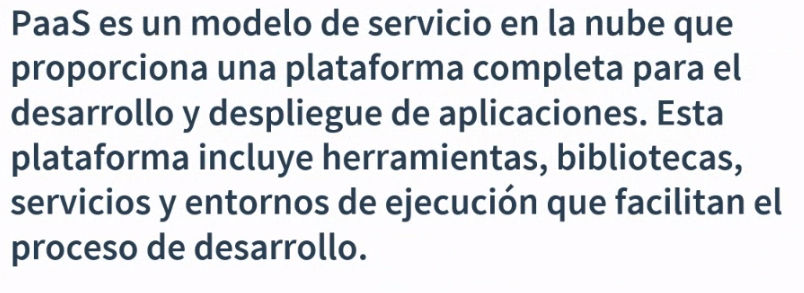 PaaS es un modelo de servicio en la nube que
proporciona una plataforma completa para el
desarrollo y despliegue de aplicaciones. Esta
plataforma incluye herramientas, bibliotecas,
servicios y entornos de ejecución que facilitan el
proceso de desarrollo.